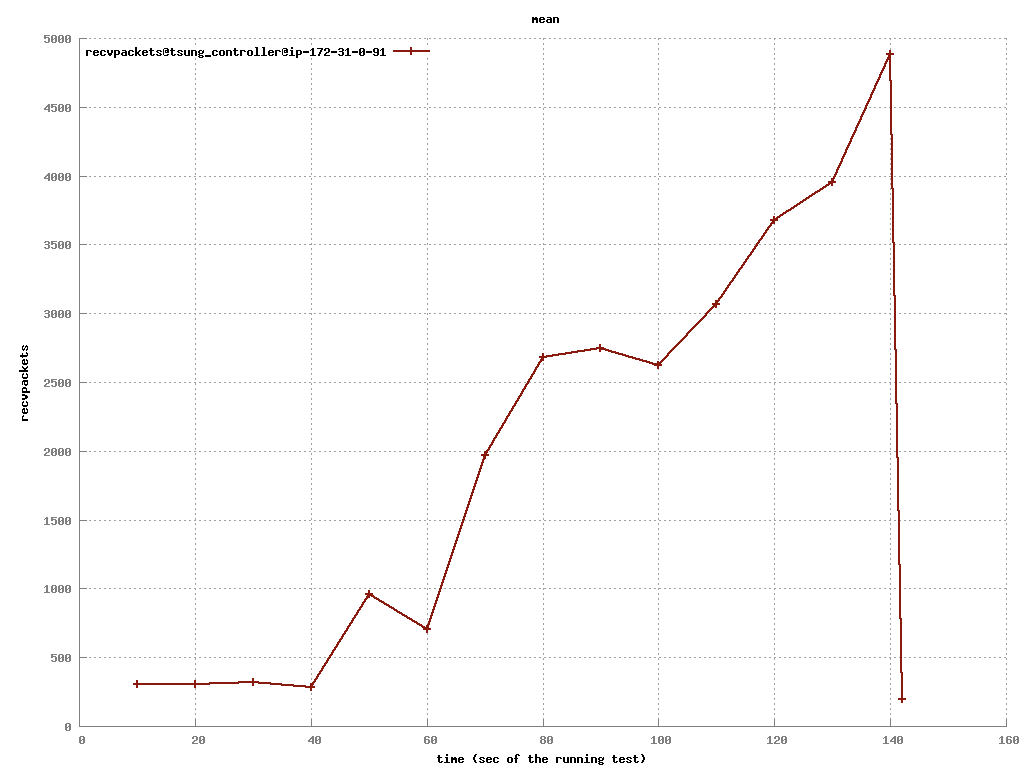 mean
recvpackets@tsung_controller@ip-172-31-0-91
5000
4500
4000
3500
3000
2500
2000
1500
1000
500
0
recvpackets
0 20 40 60 80 100 120 140 160
time (sec of the running test)